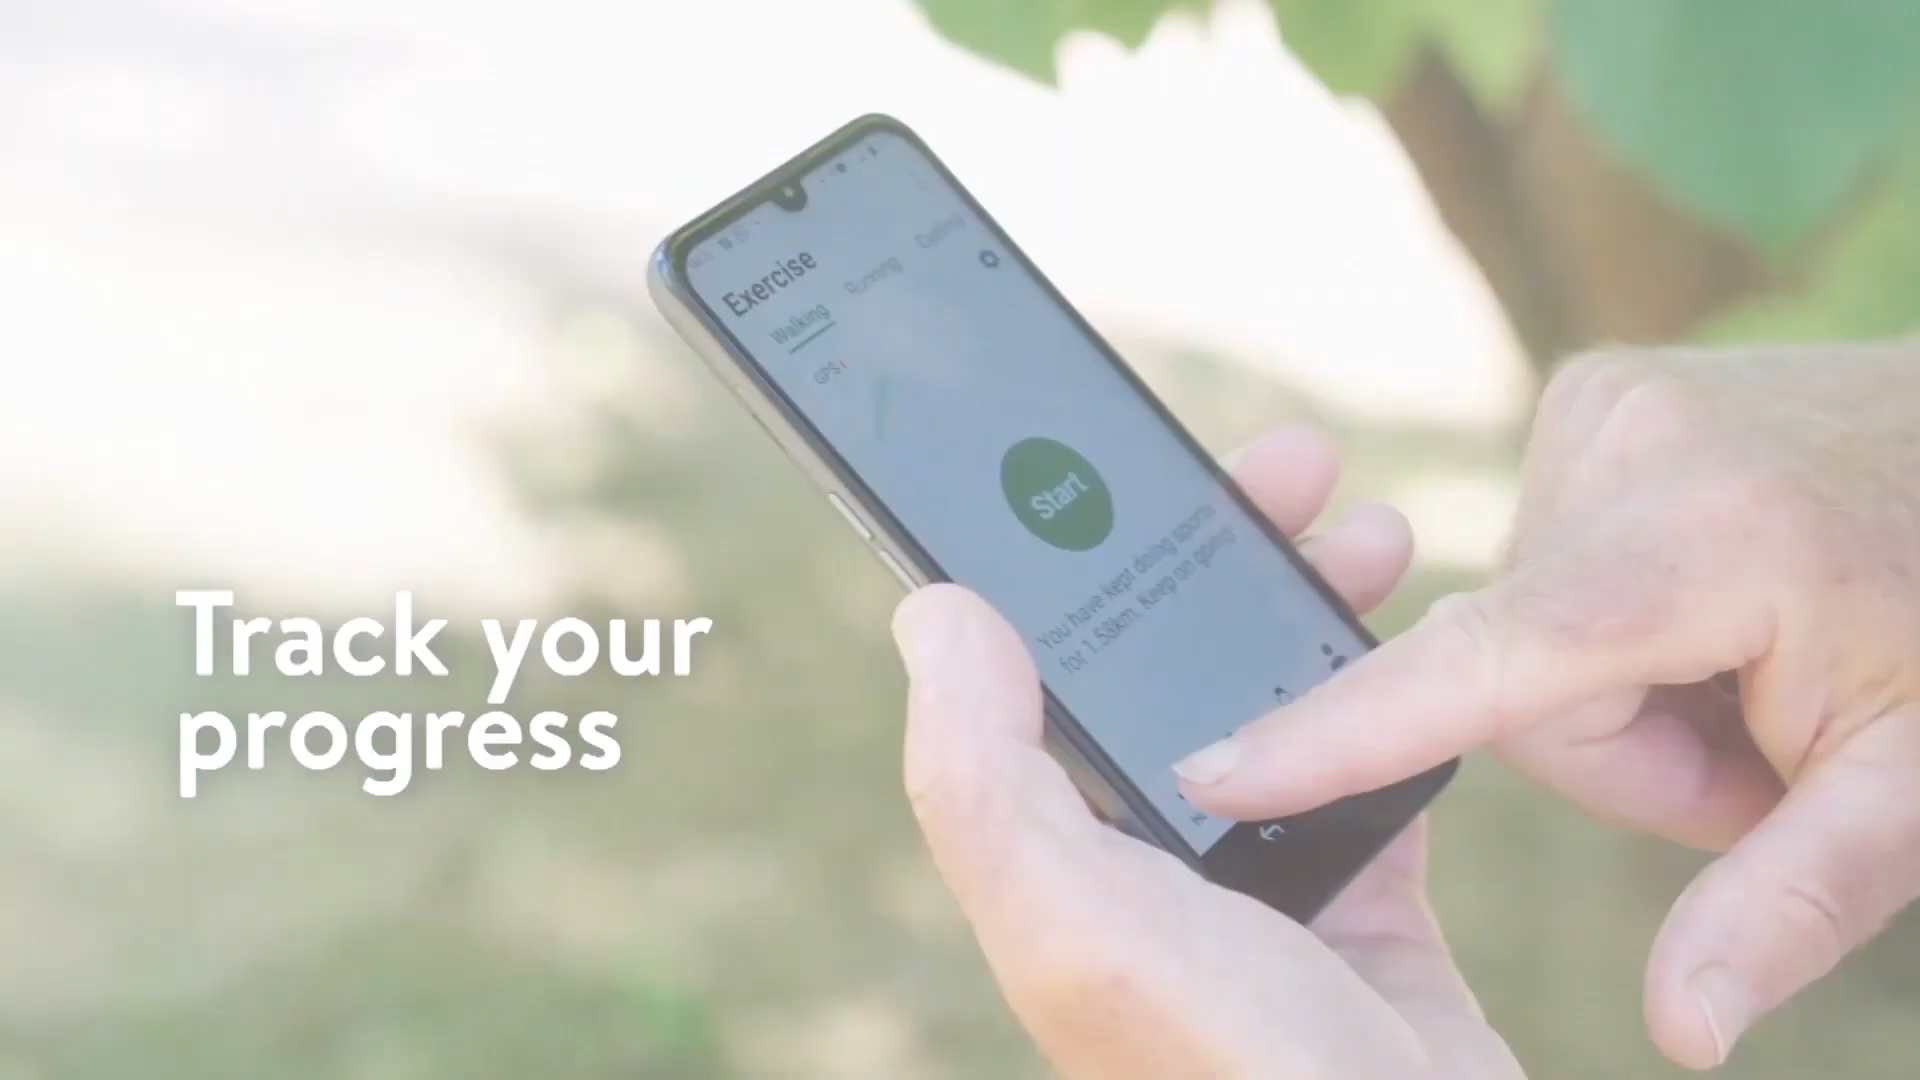 Track your
progress
Exercise
Walking Running Cycling
GPS
Start
You have kept doing sports
for 1.58km. Keep on going